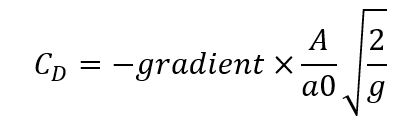 C_D = −gradient × A/a0 √(2/g)